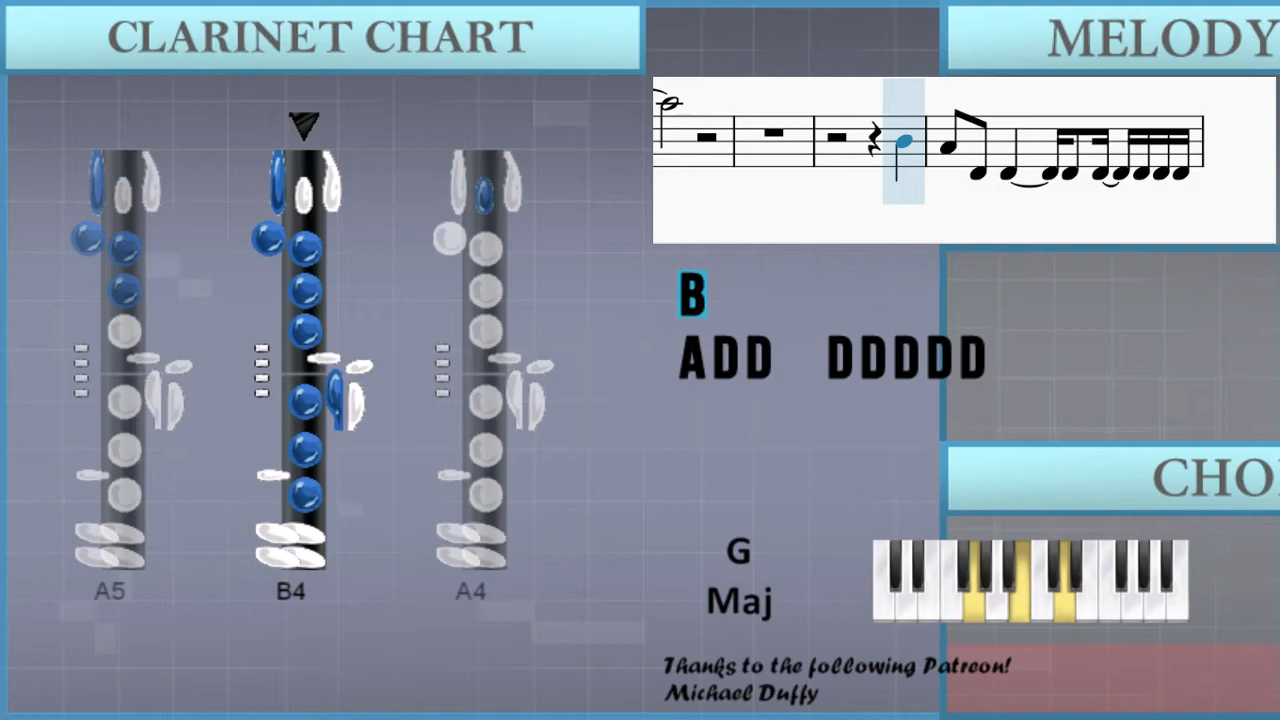 CLARINET CHART
MELODY
B
ADD DDDDD
A5 B4 A4
G
Maj
CHO
Thanks to the following Patreon!
Michael Duffy